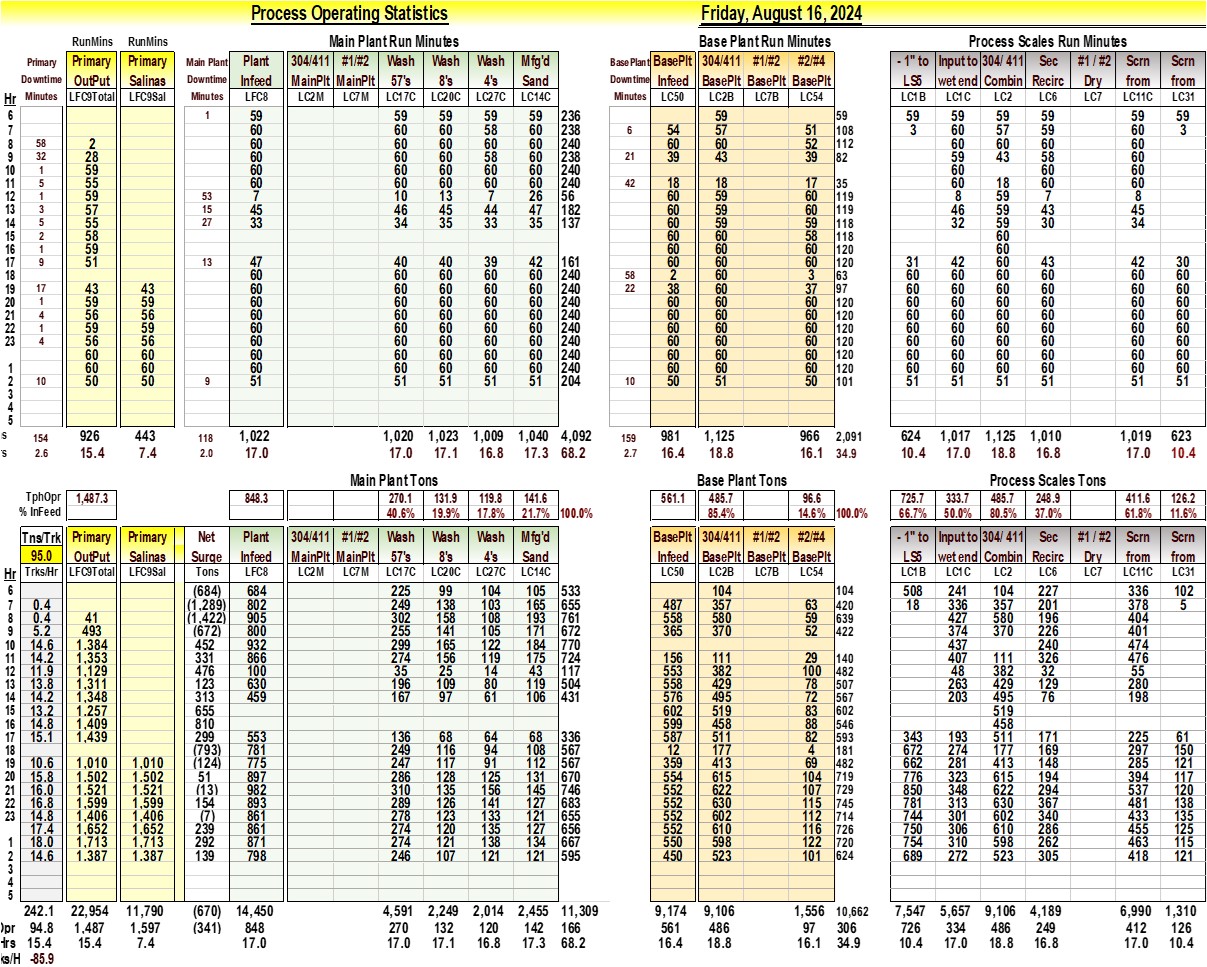 Process Operating Statistics Friday, August 16, 2024
RunMins RunMins Main Plant Run Minutes Base Plant Run Minutes Process Scales Run Minutes
Primary Primary Primary Main Plant Plant 304/411 #1/#2 Wash Wash Wash Mfg'd BasePlant BasePlt 304/411 #1/#2 #2/#4 - 1" to Input to 304/ 411 Sec #1 / #2 Scrn Scrn
Downtime OutPut Salinas Downtime Infeed MainPlt MainPlt 57's 8's 4's Sand Downtime Infeed BasePlt BasePlt BasePlt LS5 wet end Combin Recirc Dry from from
Hr Minutes LFC9Total LFC9Sal Minutes LFC8 LC2M LC7M LC17C LC20C LC27C LC14C Minutes LC50 LC2B LC7B LC54 LC1B LC1C LC2 LC6 LC7 LC11C LC31
6 1 59 59 59 59 59 236 59 59 59 59 59 59 59 59
7 60 60 60 58 60 238 6 54 57 51 108 3 60 57 59 60 3
8 58 2 60 60 60 60 60 240 60 60 52 112 60 60 60 60
9 32 28 60 60 60 58 60 238 21 39 43 39 82 59 43 58 60
10 1 59 60 60 60 60 60 240 60 60 60
11 5 55 60 60 60 60 60 240 42 18 18 17 35 60 18 60 60
12 1 59 53 7 10 13 7 26 56 60 59 60 119 8 59 7 8
13 3 57 15 45 46 45 44 47 182 60 59 60 119 46 59 43 45
14 5 55 27 33 34 35 33 35 137 60 59 59 118 32 59 30 34
15 2 58 60 60 58 118 60
16 1 59 60 60 60 120 60
17 9 51 13 47 40 40 39 42 161 60 60 60 120 31 42 60 43 42 30
18 60 60 60 60 60 240 58 2 60 3 63 60 60 60 60 60 60
19 17 43 43 60 60 60 60 60 240 22 38 60 37 97 60 60 60 60 60 60
20 1 59 59 60 60 60 60 60 240 60 60 60 120 60 60 60 60 60 60
21 4 56 56 60 60 60 60 60 240 60 60 60 120 60 60 60 60 60 60
22 1 59 59 60 60 60 60 60 240 60 60 60 120 60 60 60 60 60 60
23 4 56 56 60 60 60 60 60 240 60 60 60 120 60 60 60 60 60 60
60 60 60 60 60 60 60 240 60 60 60 120 60 60 60 60 60 60
1 60 60 60 60 60 60 60 240 60 60 60 120 60 60 60 60 60 60
2 10 50 50 9 51 51 51 51 51 204 10 50 51 50 101 51 51 51 51 51 51
3
4
5
s 154 926 443 118 1,022 1,020 1,023 1,009 1,040 4,092 159 981 1,125 966 2,091 624 1,017 1,125 1,010 1,019 623
s 2.6 15.4 7.4 2.0 17.0 17.0 17.1 16.8 17.3 68.2 2.7 16.4 18.8 16.1 34.9 10.4 17.0 18.8 16.8 17.0 10.4
Main Plant Tons Base Plant Tons Process Scales Tons
TphOpr 1,487.3 848.3 270.1 131.9 119.8 141.6 561.1 485.7 96.6 725.7 333.7 485.7 248.9 411.6 126.2
% InFeed 40.6% 19.9% 17.8% 21.7% 100.0% 85.4% 14.6% 100.0% 66.7% 50.0% 80.5% 37.0% 61.8% 11.6%
Tns/Trk Primary Primary Net Plant 304/411 #1/#2 Wash Wash Wash Mfg'd BasePlt 304/411 #1/#2 #2/#4 - 1" to Input to 304/ 411 Sec #1 / #2 Scrn Scrn
95.0 OutPut Salinas Surge Infeed MainPlt MainPlt 57's 8's 4's Sand Infeed BasePlt BasePlt BasePlt LS5 wet end Combin Recirc Dry from from
Hr Trks/Hr LFC9Total LFC9Sal Tons LFC8 LC2M LC7M LC17C LC20C LC27C LC14C LC50 LC2B LC7B LC54 LC1B LC1C LC2 LC6 LC7 LC11C LC31
6 (684) 684 225 99 104 105 533 104 104 508 241 104 227 336 102
7 0.4 (1,289) 802 249 138 103 165 655 487 357 63 420 18 336 357 201 378 5
8 0.4 41 (1,422) 905 302 158 108 193 761 558 580 59 639 427 580 196 404
9 5.2 493 (672) 800 255 141 105 171 672 365 370 52 422 374 370 226 401
10 14.6 1,384 452 932 299 165 122 184 770 437 240 474
11 14.2 1,353 331 866 274 156 119 175 724 156 111 29 140 407 111 326 476
12 11.9 1,129 476 100 35 25 14 43 117 553 382 100 482 48 382 32 55
13 13.8 1,311 123 630 196 109 80 119 504 558 429 78 507 263 429 129 280
14 14.2 1,348 313 459 167 97 61 106 431 576 495 72 567 203 495 76 198
15 13.2 1,257 655 602 519 83 602 519
16 14.8 1,409 810 599 458 88 546 458
17 15.1 1,439 299 553 136 68 64 68 336 587 511 82 593 343 193 511 171 225 61
18 (793) 781 249 116 94 108 567 12 177 4 181 672 274 177 169 297 150
19 10.6 1,010 1,010 (124) 775 247 117 91 112 567 359 413 69 482 662 281 413 148 285 121
20 15.8 1,502 1,502 51 897 286 128 125 131 670 554 615 104 719 776 323 615 194 394 117
21 16.0 1,521 1,521 (13) 982 310 135 156 145 746 552 622 107 729 850 348 622 294 537 120
22 16.8 1,599 1,599 154 893 289 126 141 127 683 552 630 115 745 781 313 630 367 481 138
23 14.8 1,406 1,406 (7) 861 278 123 133 121 655 552 602 112 714 744 301 602 340 433 135
17.4 1,652 1,652 239 861 274 120 135 127 656 552 610 116 726 750 306 610 286 455 125
1 18.0 1,713 1,713 292 871 274 121 138 134 667 550 598 122 720 754 310 598 262 463 115
2 14.6 1,387 1,387 139 798 246 107 121 121 595 450 523 101 624 689 272 523 305 418 121
3
4
5
242.1 22,954 11,790 (670) 14,450 4,591 2,249 2,014 2,455 11,309 9,174 9,106 1,556 10,662 7,547 5,657 9,106 4,189 6,990 1,310
Opr 94.8 1,487 1,597 (341) 848 270 132 120 142 166 561 486 97 306 726 334 486 249 412 126
Hrs 15.4 15.4 7.4 17.0 17.0 17.1 16.8 17.3 68.2 16.4 18.8 16.1 34.9 10.4 17.0 18.8 16.8 17.0 10.4
ks/H -85.9